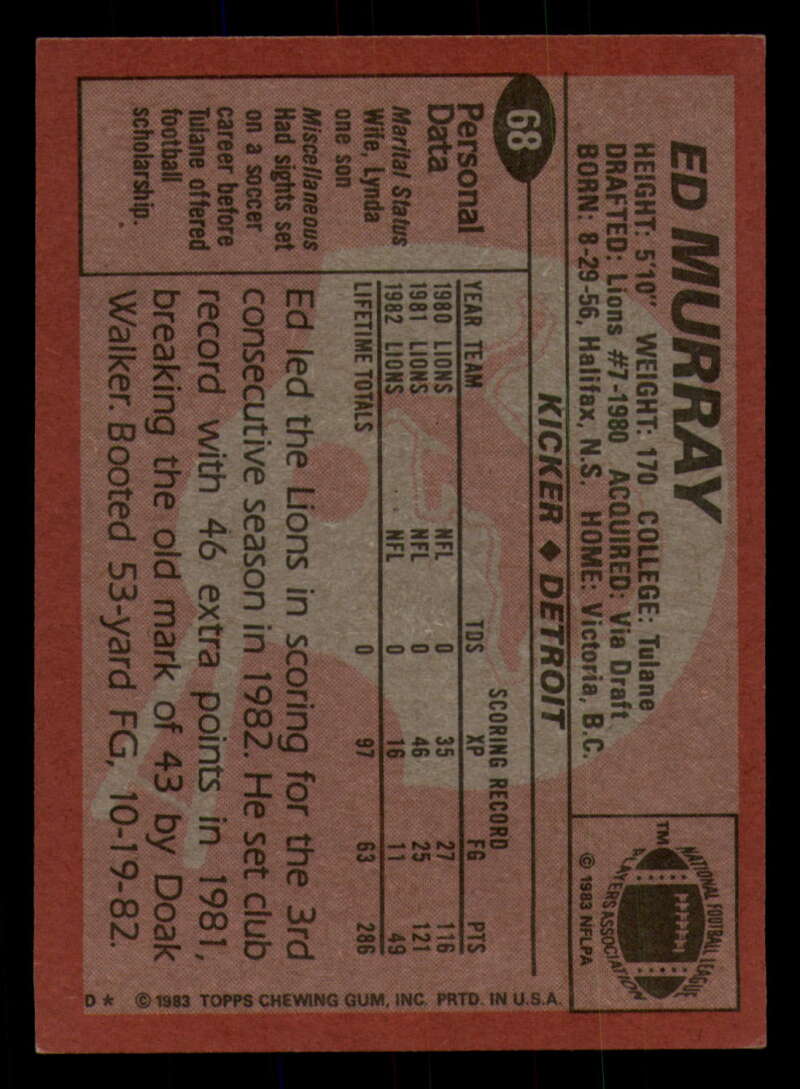 ED MURRAY
HEIGHT: 5'10" WEIGHT: 170 COLLEGE: Tulane
DRAFTED: Lions #7-1980 ACQUIRED: Via Draft
BORN: 8-29-56, Halifax, N.S. HOME: Victoria, B.C.
NATIONAL FOOTBALL LEAGUE
PLAYERS ASSOCIATION
TM
© 1983 NFLPA
68
KICKER ♦ DETROIT
Personal
Data
Marital Status
Wife, Lynda
one son
Miscellaneous
Had sights set
on a soccer
career before
Tulane offered
football
scholarship.
SCORING RECORD
YEAR TEAM TDS XP FG PTS
1980 LIONS NFL 0 35 27 116
1981 LIONS NFL 0 46 25 121
1982 LIONS NFL 0 16 11 49
LIFETIME TOTALS 0 97 63 286
Ed led the Lions in scoring for the 3rd
consecutive season in 1982. He set club
record with 46 extra points in 1981,
breaking the old mark of 43 by Doak
Walker. Booted 53-yard FG, 10-19-82.
D* © 1983 TOPPS CHEWING GUM, INC. PRTD. IN U.S.A.